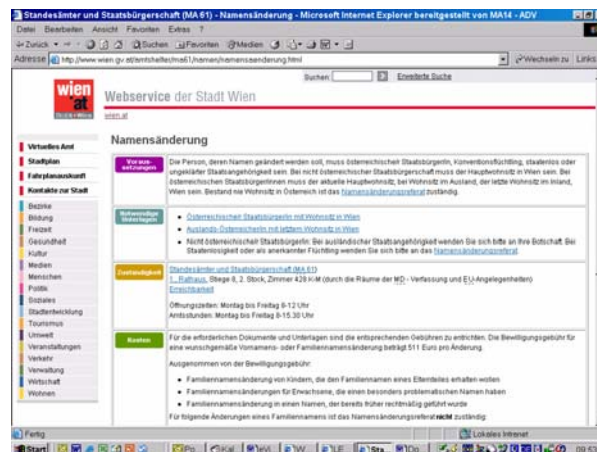 Standesämter und Staatsbürgerschaft (MA 61) - Namensänderung - Microsoft Internet Explorer bereitgestellt von MA14 - ADV
Datei Bearbeiten Ansicht Favoriten Extras ?
Zurück Suchen Favoriten Medien
Adresse http://www.wien.gv.at/amtshelfer/ma61/namen/namensaenderung.html Wechseln zu Links
Suchen Erweiterte Suche
wien.at
Webservice der Stadt Wien
wien.at
Virtuelles Amt
Stadtplan
Fahrplanauskunft
Kontakte zur Stadt
Bezirke
Bildung
Freizeit
Gesundheit
Kultur
Medien
Menschen
Politik
Soziales
Stadtentwicklung
Tourismus
Umwelt
Veranstaltungen
Verkehr
Verwaltung
Wirtschaft
Wohnen
Namensänderung
Voraus-
setzungen
Die Person, deren Namen geändert werden soll, muss österreichischen StaatsbürgerIn, Konventionsflüchtling, staatenlos oder
ungeklärter Staatsangehörigkeit sein. Bei nicht österreichischer Staatsbürgerschaft muss der Hauptwohnsitz in Wien sein. Bei
österreichischen StaatsbürgerInnen muss der aktuelle Hauptwohnsitz, bei Wohnsitz im Ausland, der letzte Wohnsitz im Inland,
Wien sein. Bestand nie Wohnsitz in Österreich ist das Namensänderungsreferat zuständig.
Notwendige
Unterlagen
Österreichischen StaatsbürgerIn mit Wohnsitz in Wien
Auslands-ÖsterreicherIn mit letztem Wohnsitz in Wien
Nicht österreichischen StaatsbürgerIn: Bei ausländischer Staatsangehörigkeit wenden Sie sich bitte an Ihre Botschaft. Bei
Staatenlosigkeit oder als anerkannter Flüchtling wenden Sie sich bitte an das Namensänderungsreferat.
Zuständigkeit
Standesämter und Staatsbürgerschaft (MA 61)
1., Rathaus, Stiege 8, 2. Stock, Zimmer 428 K-M (durch die Räume der MD - Verfassung und EU-Angelegenheiten)
Erreichbarkeit
Öffnungszeiten: Montag bis Freitag 8-12 Uhr
Amtsstunden: Montag bis Freitag 8-15.30 Uhr
Kosten
Für die erforderlichen Dokumente und Unterlagen sind die entsprechenden Gebühren zu entrichten. Die Bewilligungsgebühr für
eine wunschgemäße Vornamens- oder Familiennamensänderung beträgt 511 Euro pro Änderung.
Ausgenommen von der Bewilligungsgebühr:
Familiennamensänderung von Kindern, die den Familiennamen eines Elternteiles erhalten wollen
Familiennamensänderungen für Erwachsene, die einen besonders problematischen Namen haben
Familiennamensänderung in einen Namen, der bereits früher rechtmäßig geführt wurde
Für folgende Änderungen eines Familiennamens ist das Namensänderungsreferat nicht zuständig:
Fertig Lokales Intranet
Start 09:53